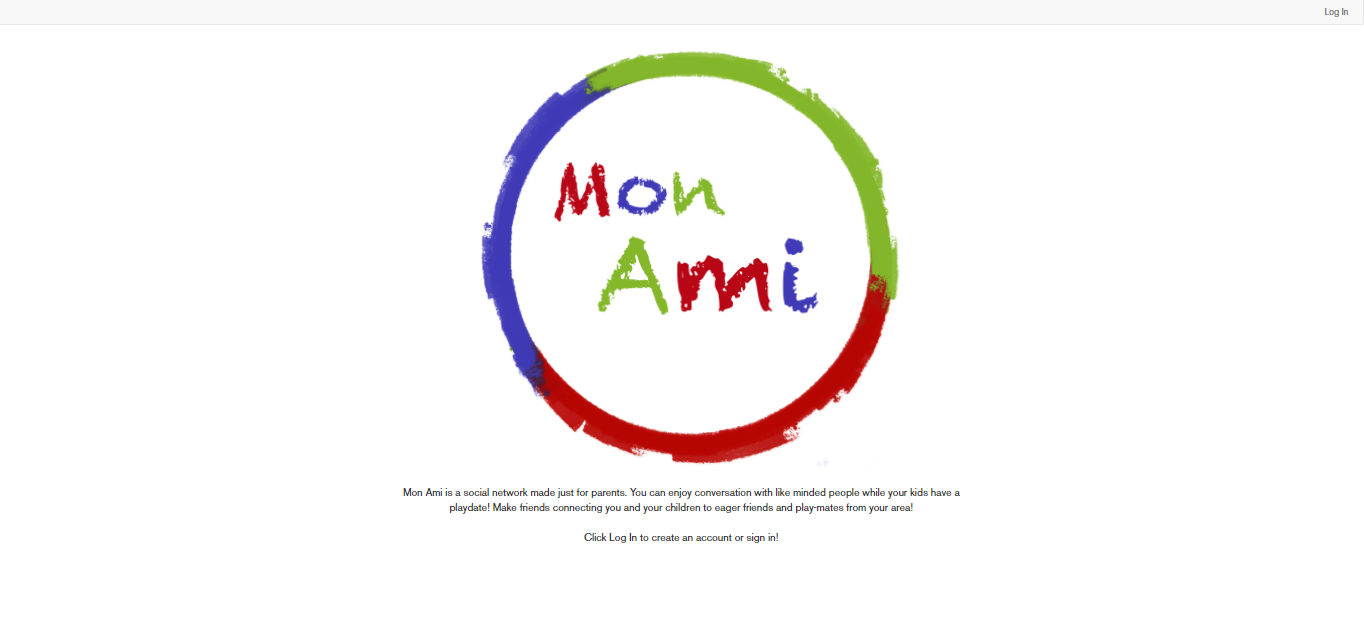 Log In
Mon
Ami
Mon Ami is a social network made just for parents. You can enjoy conversation with like minded people while your kids have a
playdate! Make friends connecting you and your children to eager friends and play-mates from your area!
Click Log In to create an account or sign in!